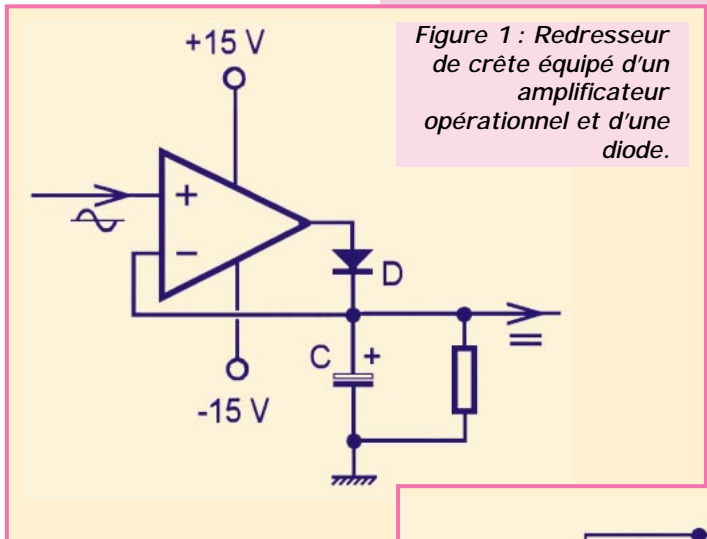 +15 V
Figure 1 : Redresseur
de crête équipé d'un
amplificateur
opérationnel et d'une
diode.
+
−
D
C +
=
-15 V